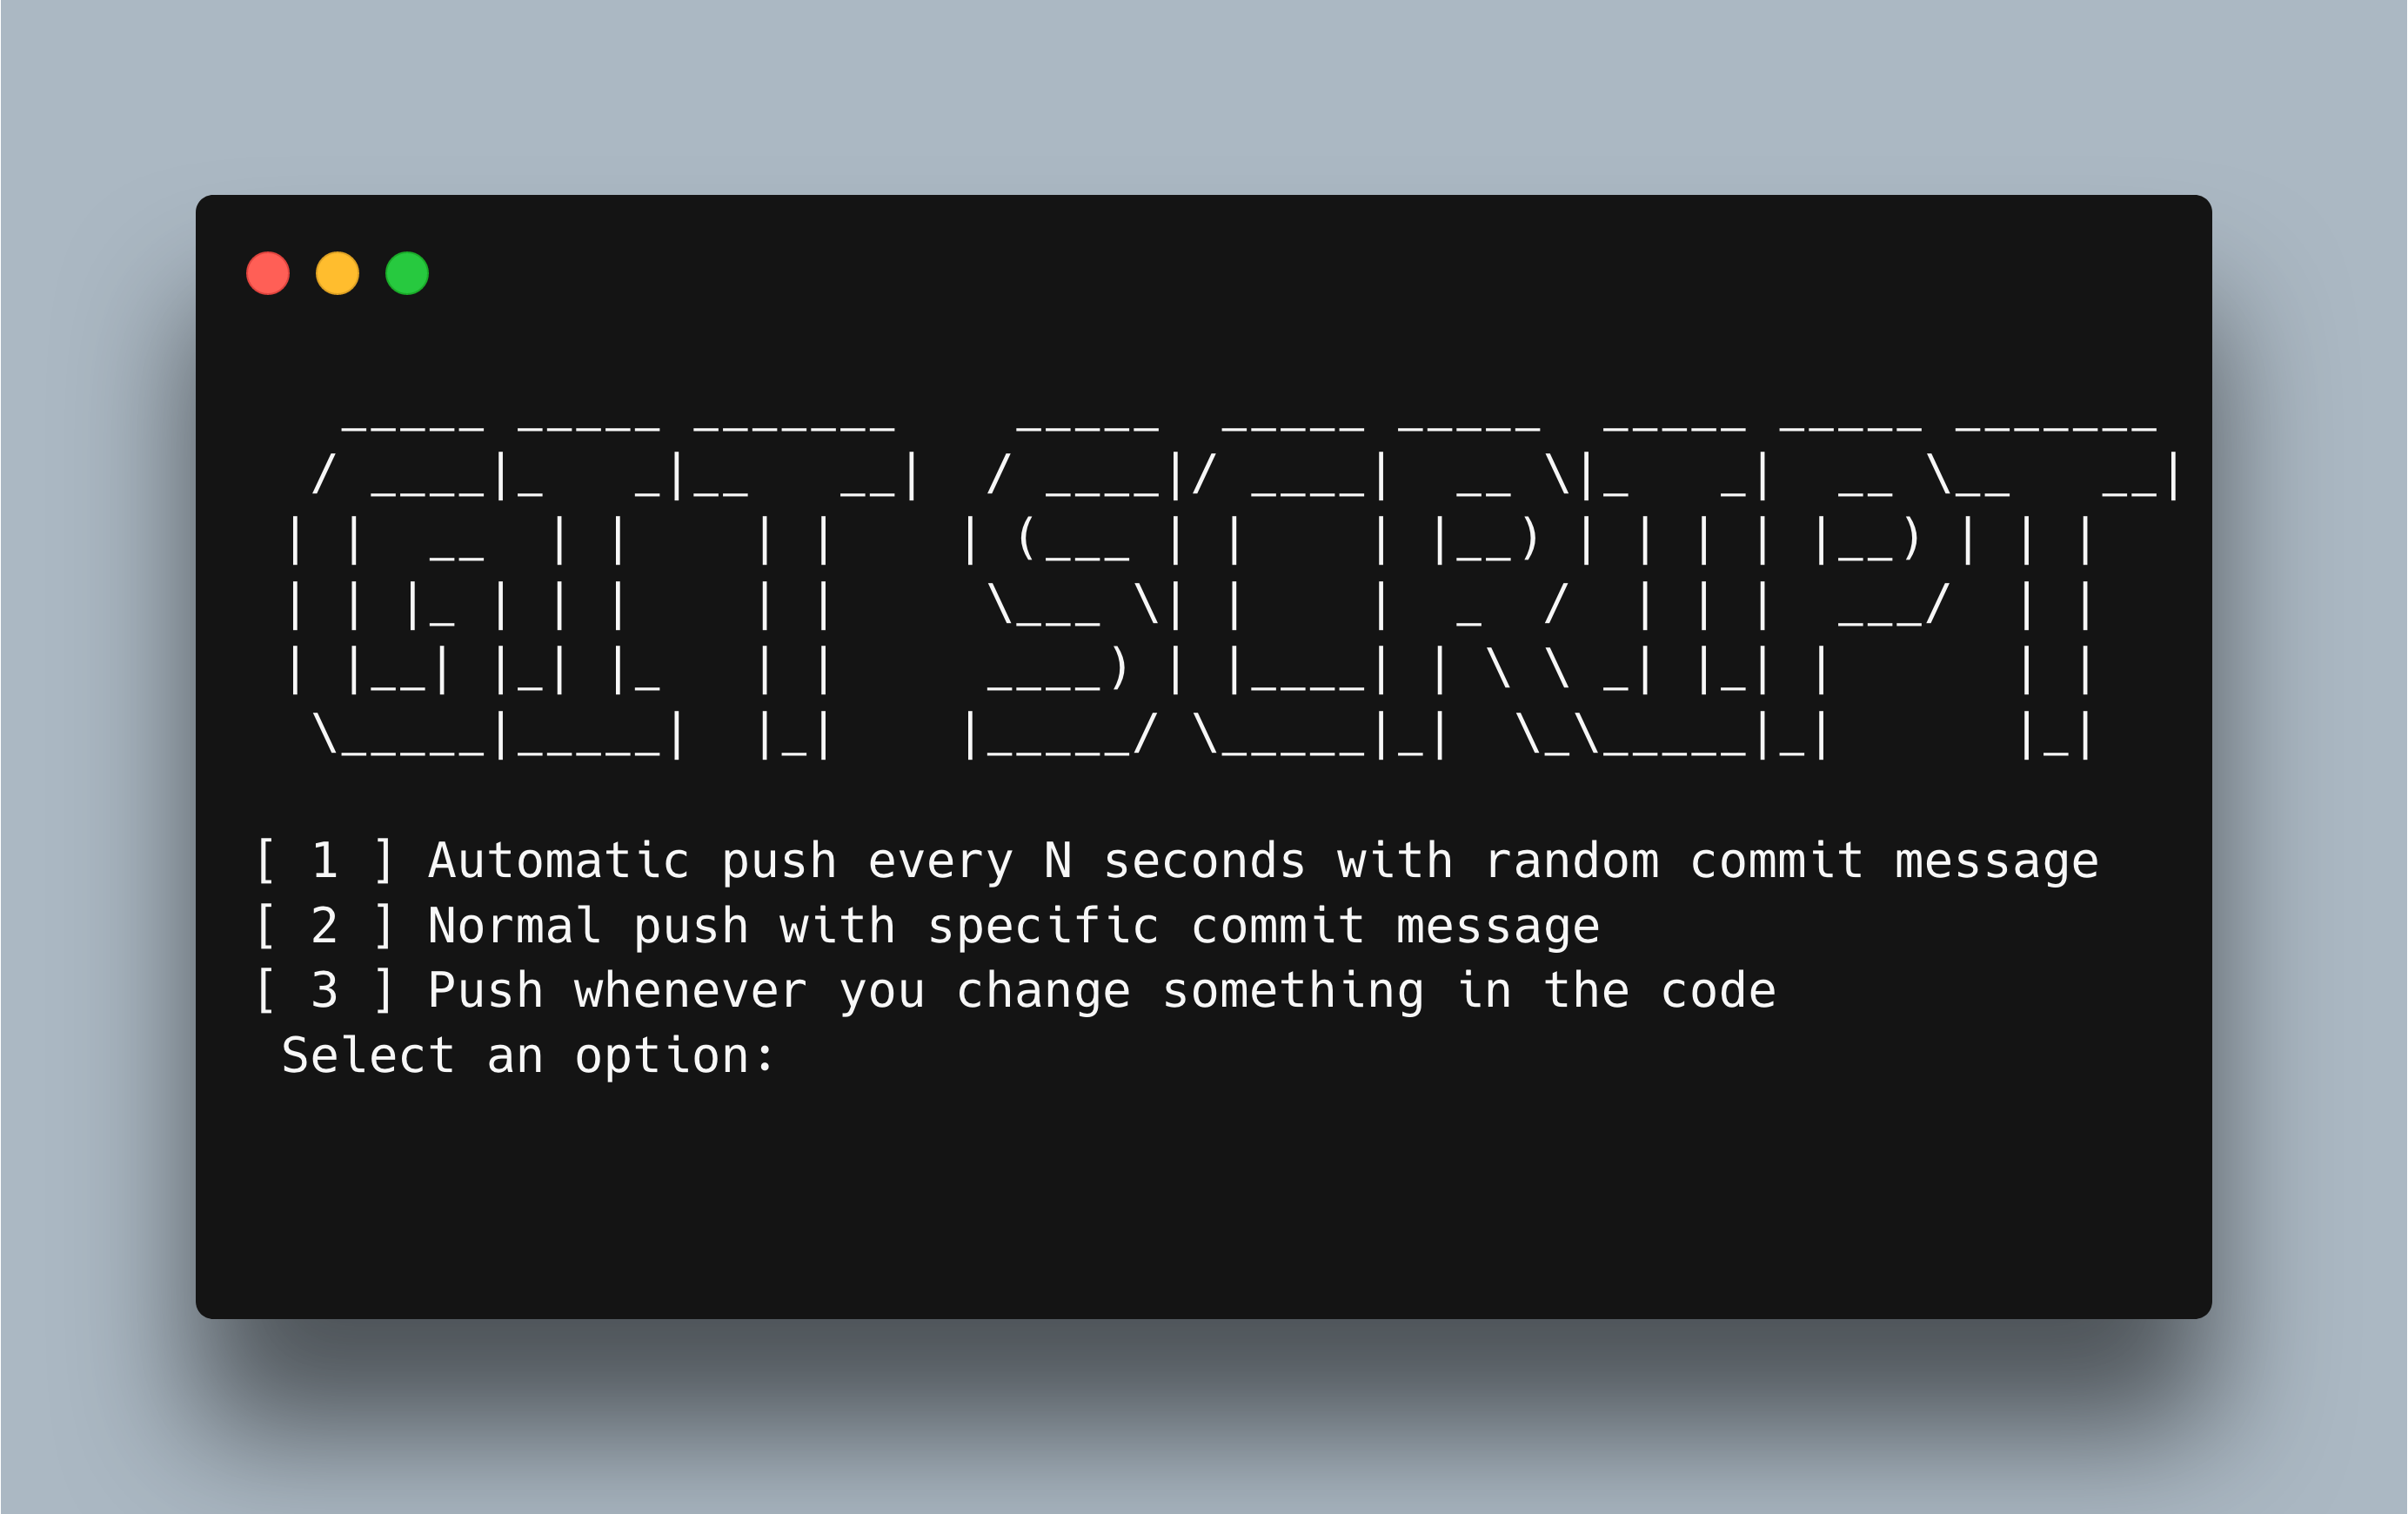 GIT SCRIPT
[ 1 ] Automatic push every N seconds with random commit message
[ 2 ] Normal push with specific commit message
[ 3 ] Push whenever you change something in the code
Select an option: